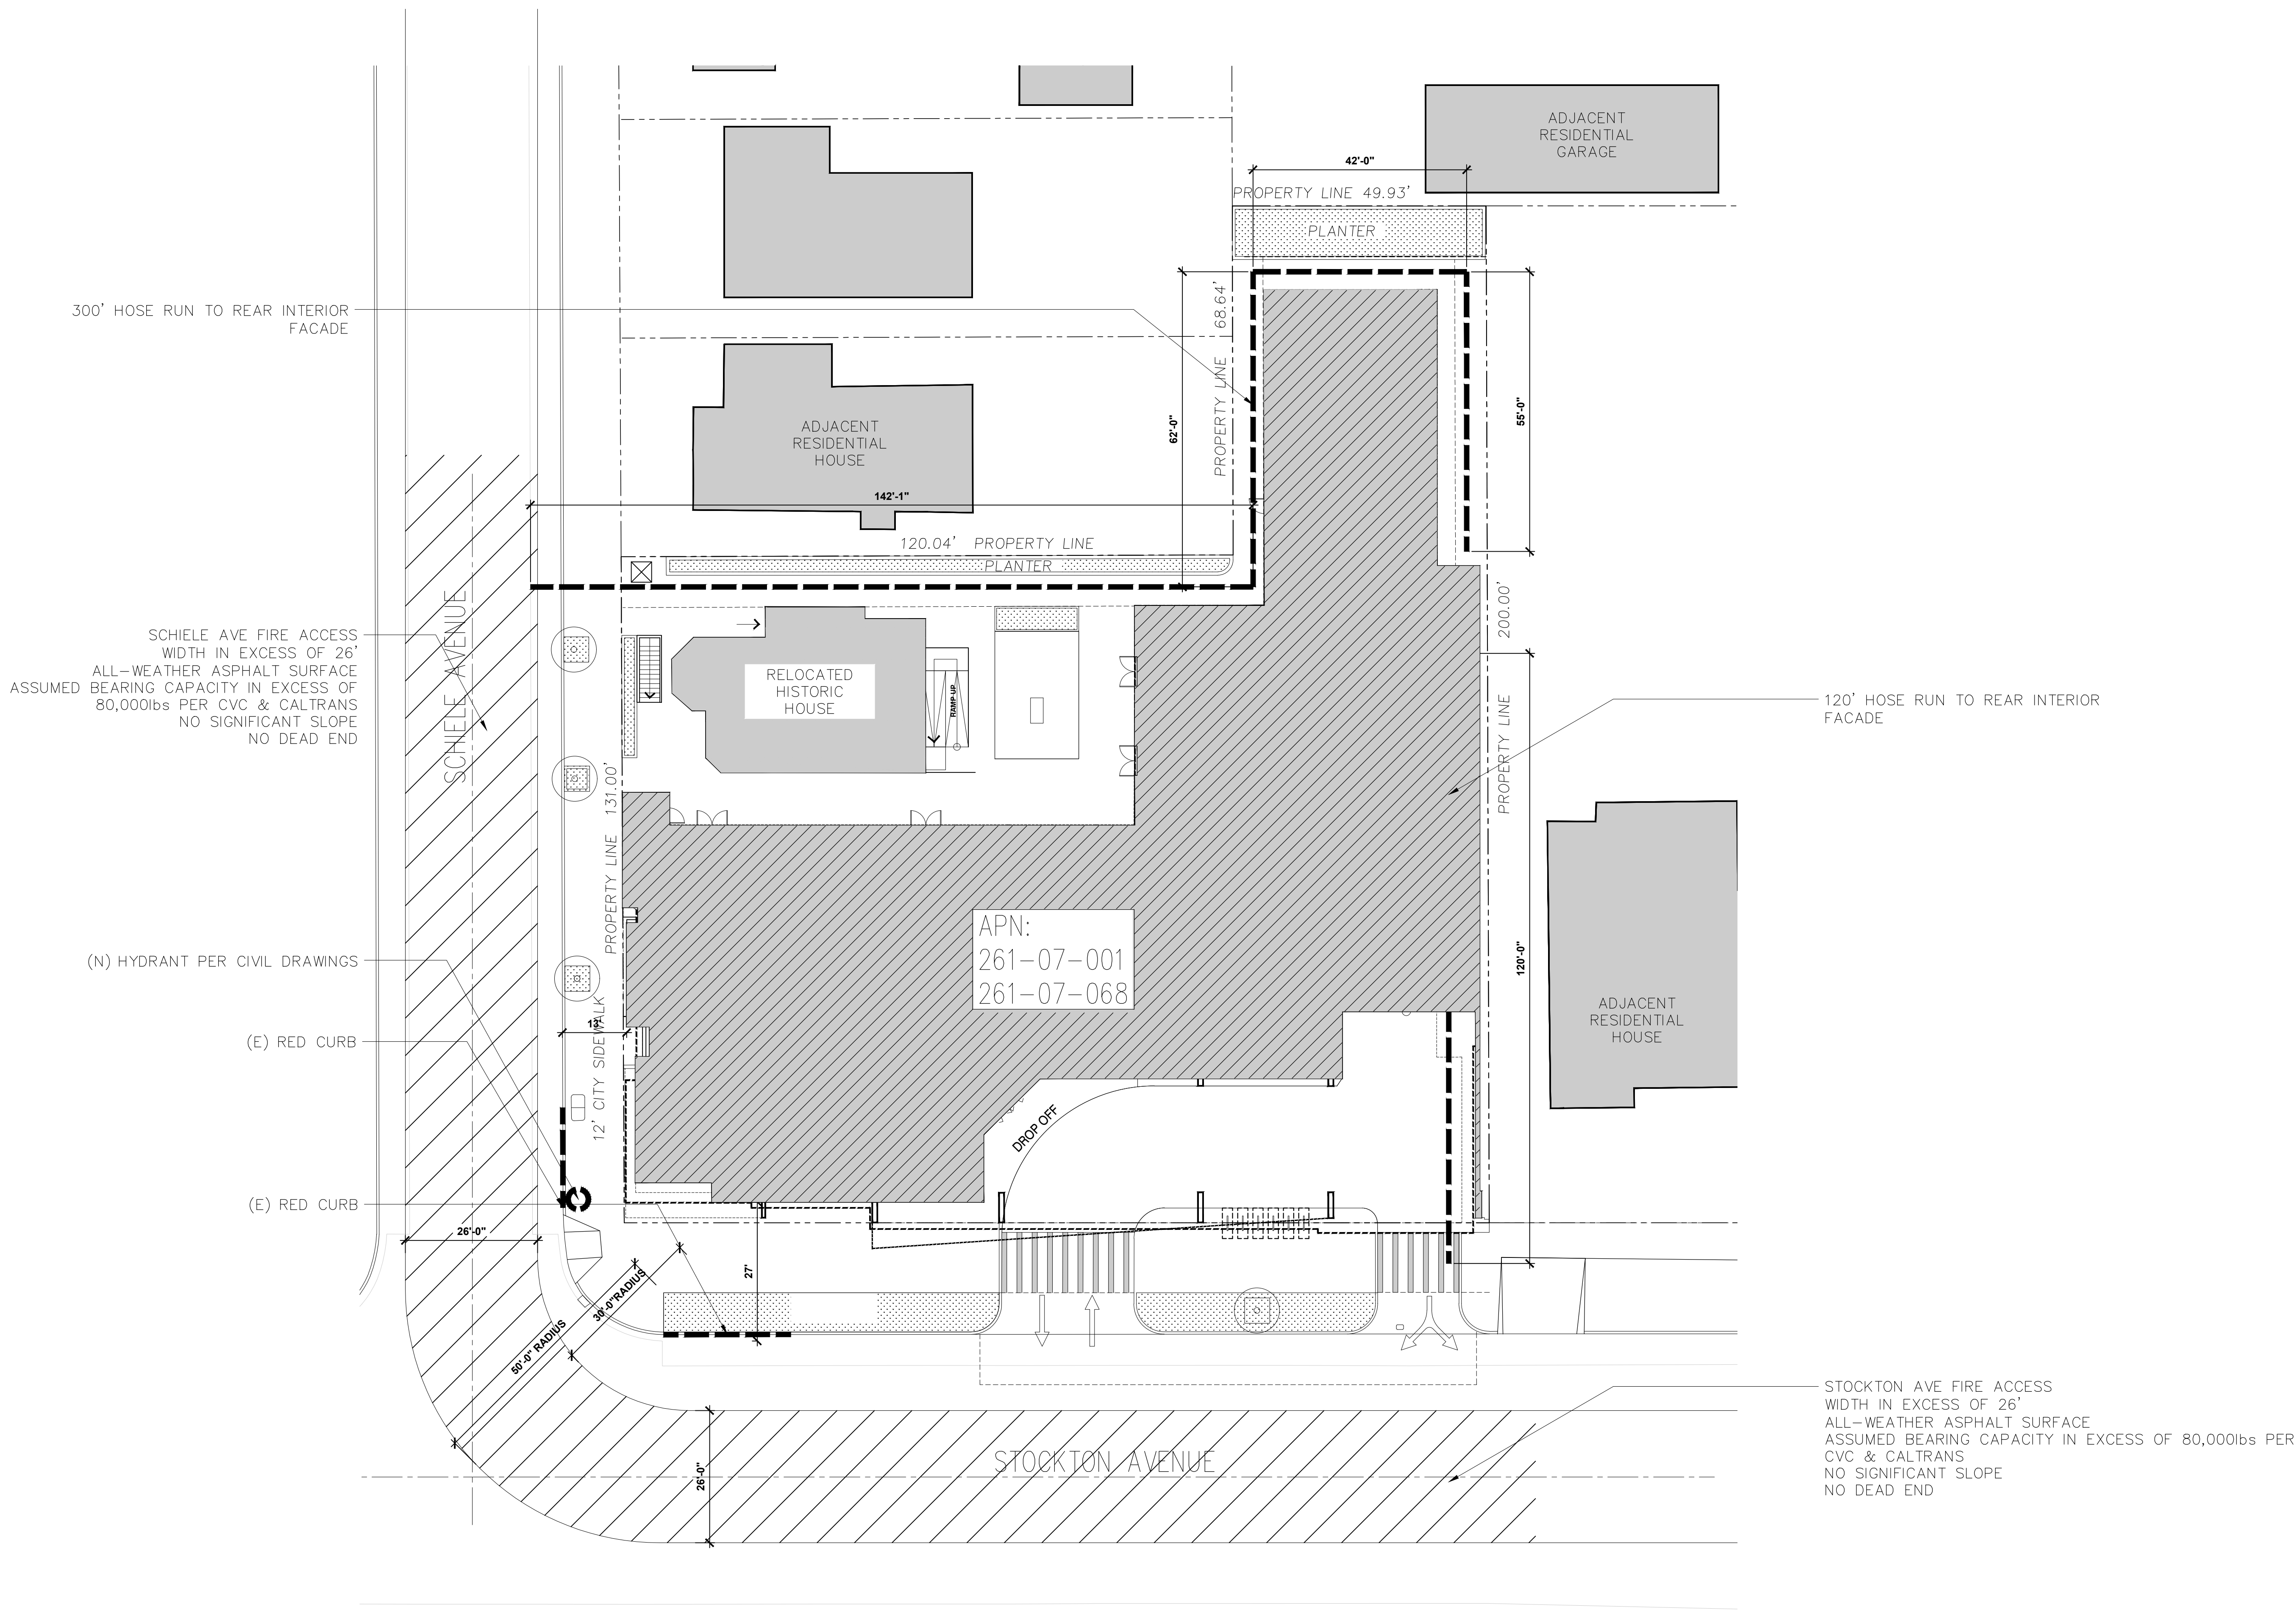 ADJACENT
RESIDENTIAL
GARAGE
42'-0"
PROPERTY LINE 49.93'
PLANTER
300' HOSE RUN TO REAR INTERIOR
FACADE
PROPERTY LINE 68.64'
62'-0"
55'-0"
ADJACENT
RESIDENTIAL
HOUSE
142'-1"
120.04' PROPERTY LINE
PLANTER
SCHIELE AVE FIRE ACCESS
WIDTH IN EXCESS OF 26'
ALL-WEATHER ASPHALT SURFACE
ASSUMED BEARING CAPACITY IN EXCESS OF
80,000lbs PER CVC & CALTRANS
NO SIGNIFICANT SLOPE
NO DEAD END
SCHIELE AVENUE
RELOCATED
HISTORIC
HOUSE
RAMP UP
PROPERTY LINE 200.00'
120' HOSE RUN TO REAR INTERIOR
FACADE
PROPERTY LINE 131.00'
APN:
261-07-001
261-07-068
120'-0"
(N) HYDRANT PER CIVIL DRAWINGS
ADJACENT
RESIDENTIAL
HOUSE
13'
12' CITY SIDEWALK
(E) RED CURB
DROP OFF
(E) RED CURB
26'-0"
27'
30'-0"RADIUS
50'-0" RADIUS
STOCKTON AVENUE
26'-0"
STOCKTON AVE FIRE ACCESS
WIDTH IN EXCESS OF 26'
ALL-WEATHER ASPHALT SURFACE
ASSUMED BEARING CAPACITY IN EXCESS OF 80,000lbs PER
CVC & CALTRANS
NO SIGNIFICANT SLOPE
NO DEAD END